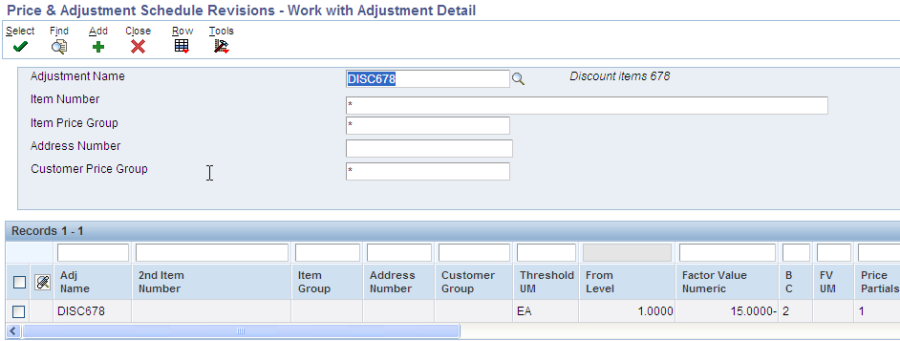 Price & Adjustment Schedule Revisions - Work with Adjustment Detail
Select Find Add Close Row Tools
Adjustment Name DISC678 Discount items 678
Item Number *
Item Price Group *
Address Number
Customer Price Group *
Records 1 - 1
Adj 2nd Item Item Address Customer Threshold From Factor Value B FV Price
Name Number Group Number Group UM Level Numeric C UM Partials
DISC678 EA 1.0000 15.0000- 2 1